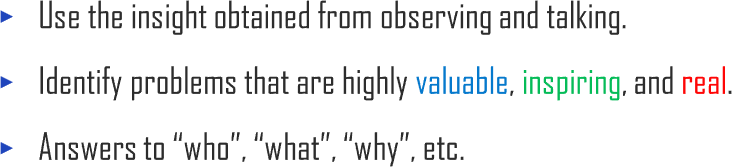 Use the insight obtained from observing and talking.
Identify problems that are highly valuable, inspiring, and real.
Answers to “who”, “what”, “why”, etc.